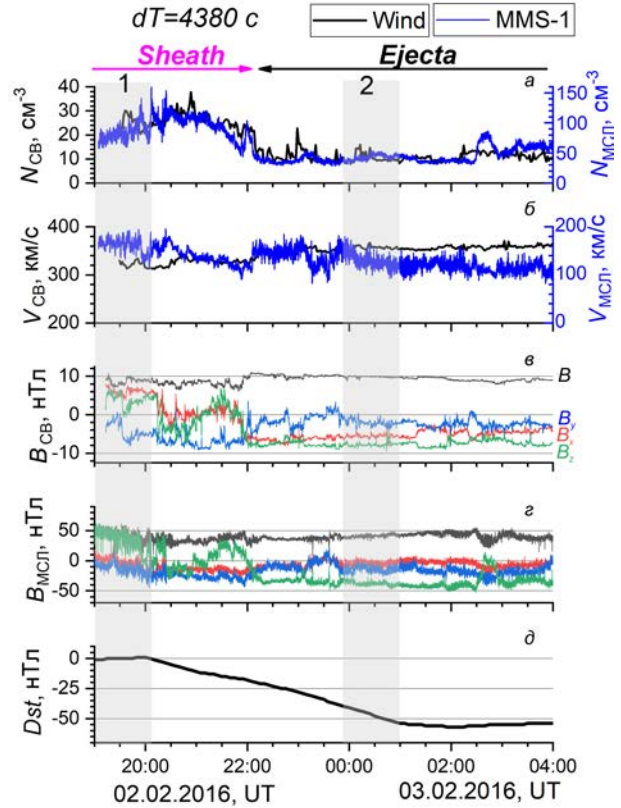 dT=4380 c
Wind
MMS-1
Sheath
Ejecta
1
2
а
40
30
20
10
0
N_СВ, см⁻³
150
100
50
0
N_МСЛ, см⁻³
б
400
300
200
V_СВ, км/с
200
100
0
V_МСЛ, км/с
в
10
0
-10
B_СВ, нТл
B
B_y
B_x
B_z
г
50
0
-50
B_МСЛ, нТл
д
0
-25
-50
Dst, нТл
20:00 22:00 00:00 02:00 04:00
02.02.2016, UT 03.02.2016, UT